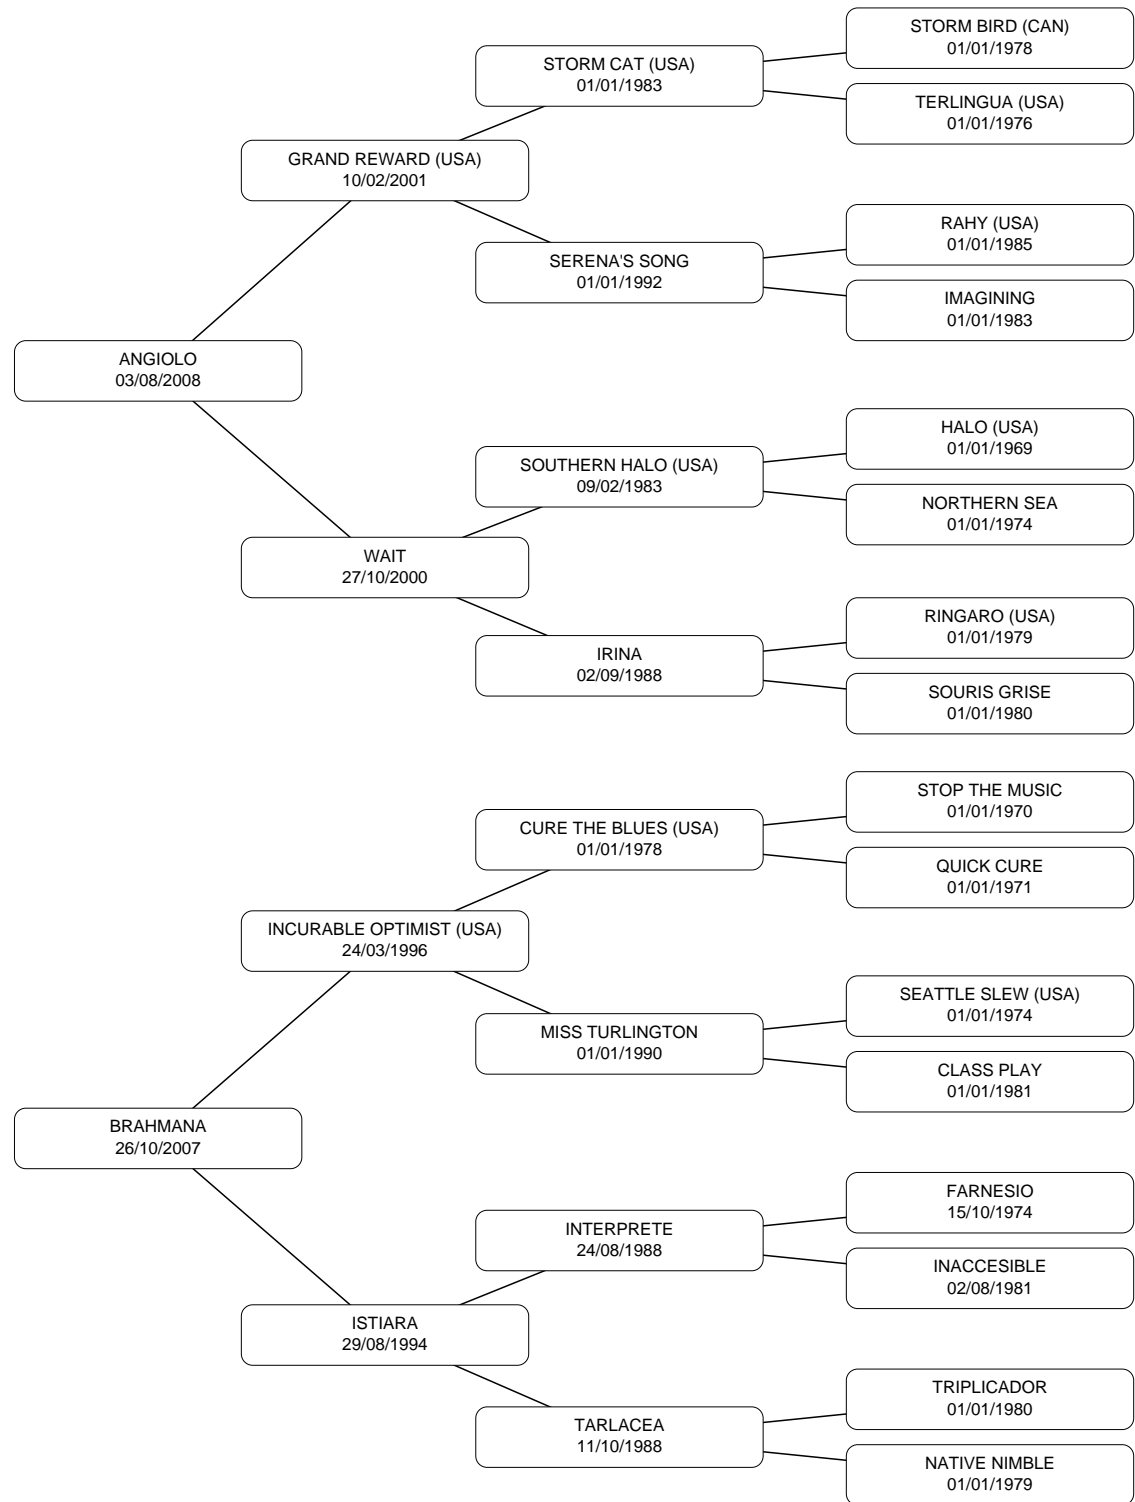 STORM BIRD (CAN)
01/01/1978
STORM CAT (USA)
01/01/1983
TERLINGUA (USA)
01/01/1976
GRAND REWARD (USA)
10/02/2001
RAHY (USA)
01/01/1985
SERENA'S SONG
01/01/1992
IMAGINING
01/01/1983
ANGIOLO
03/08/2008
HALO (USA)
01/01/1969
SOUTHERN HALO (USA)
09/02/1983
NORTHERN SEA
01/01/1974
WAIT
27/10/2000
RINGARO (USA)
01/01/1979
IRINA
02/09/1988
SOURIS GRISE
01/01/1980
STOP THE MUSIC
01/01/1970
CURE THE BLUES (USA)
01/01/1978
QUICK CURE
01/01/1971
INCURABLE OPTIMIST (USA)
24/03/1996
SEATTLE SLEW (USA)
01/01/1974
MISS TURLINGTON
01/01/1990
CLASS PLAY
01/01/1981
BRAHMANA
26/10/2007
FARNESIO
15/10/1974
INTERPRETE
24/08/1988
INACCESIBLE
02/08/1981
ISTIARA
29/08/1994
TRIPLICADOR
01/01/1980
TARLACEA
11/10/1988
NATIVE NIMBLE
01/01/1979